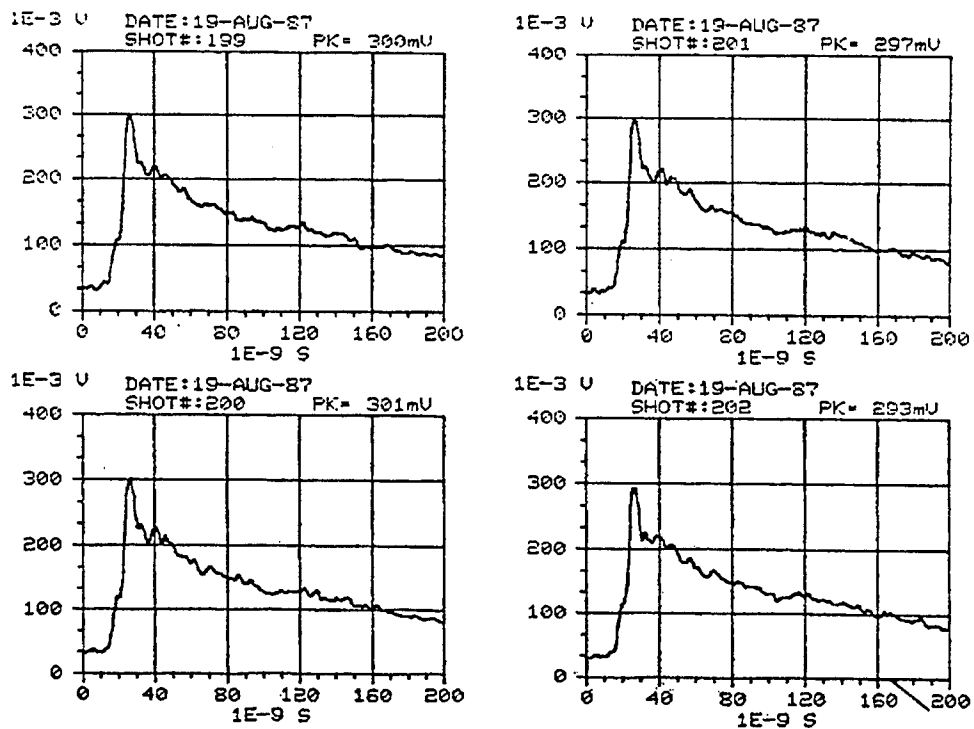 1E-3 V DATE:19-AUG-87
SHOT#:199 PK= 300mV
400
300
200
100
0
0 40 80 120 160 200
1E-9 S
1E-3 V DATE:19-AUG-87
SHOT#:201 PK= 297mV
400
300
200
100
0
0 40 80 120 160 200
1E-9 S
1E-3 V DATE:19-AUG-87
SHOT#:200 PK= 301mV
400
300
200
100
0
0 40 80 120 160 200
1E-9 S
1E-3 V DATE:19-AUG-87
SHOT#:202 PK= 293mV
400
300
200
100
0
0 40 80 120 160 200
1E-9 S